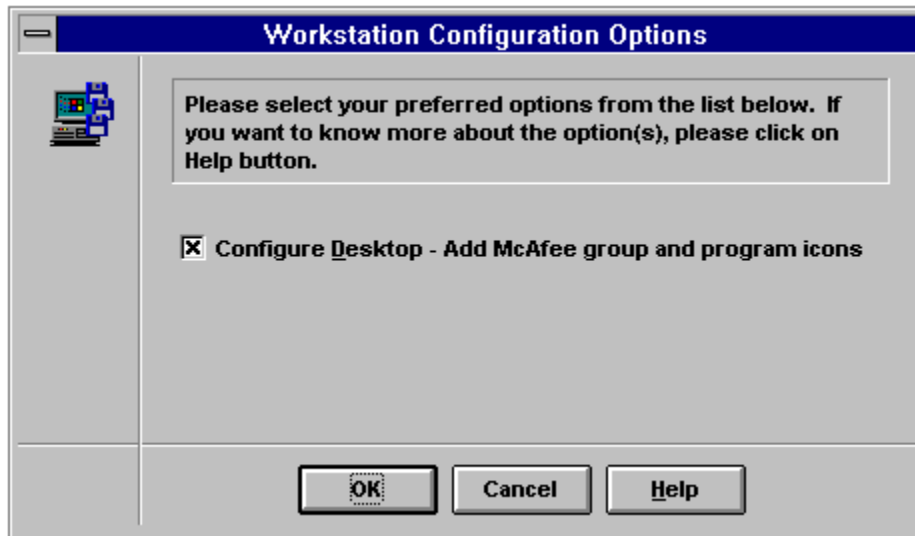 Workstation Configuration Options
Please select your preferred options from the list below.  If
you want to know more about the option(s), please click on
Help button.
Configure Desktop - Add McAfee group and program icons
OK
Cancel
Help